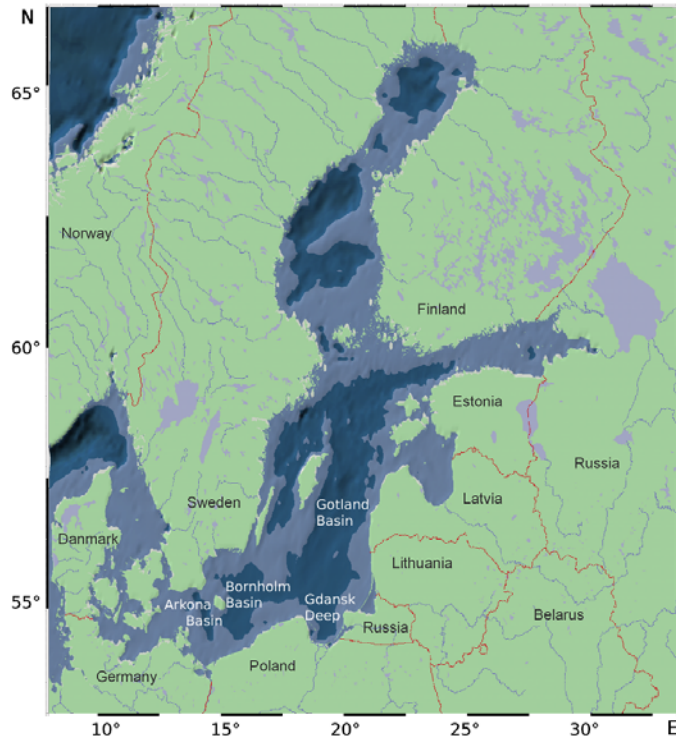 N
65°
Norway
Finland
60°
Estonia
Russia
Sweden
Gotland
Basin
Latvia
Danmark
Lithuania
Bornholm
Basin
55°
Arkona
Basin
Gdansk
Deep
Russia
Belarus
Poland
Germany
10°
15°
20°
25°
30°
E